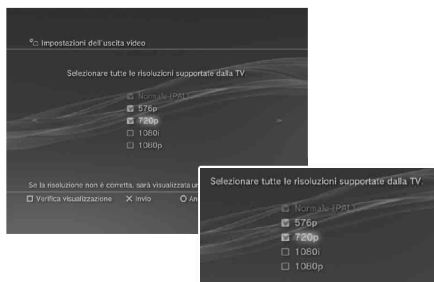 Impostazioni dell'uscita video
Selezionare tutte le risoluzioni supportate dalla TV.
Normale (PAL)
576p
720p
1080i
1080p
Se la risoluzione non è corretta, sarà visualizzata un
Verifica visualizzazione Invio An
Selezionare tutte le risoluzioni supportate dalla TV.
Normale (PAL)
576p
720p
1080i
1080p